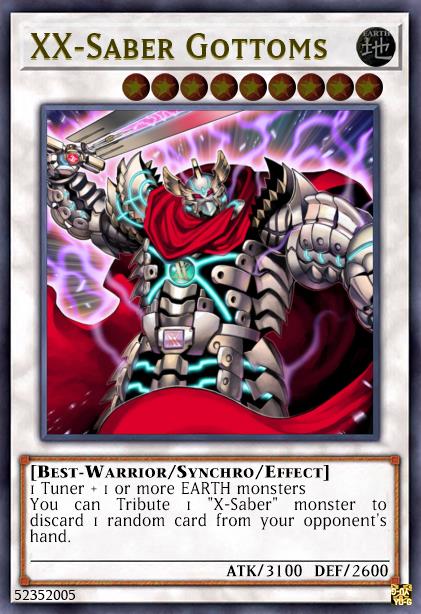 XX-Saber Gottoms
EARTH
地
[Best-Warrior/Synchro/Effect]
1 Tuner + 1 or more EARTH monsters
You can Tribute 1 "X-Saber" monster to
discard 1 random card from your opponent's
hand.
ATK/3100 DEF/2600
52352005